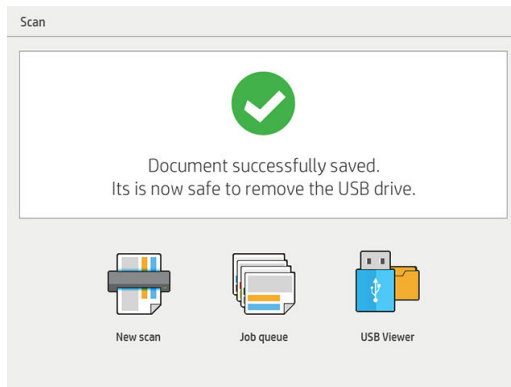 Scan
Document successfully saved.
Its is now safe to remove the USB drive.
New scan
Job queue
USB Viewer